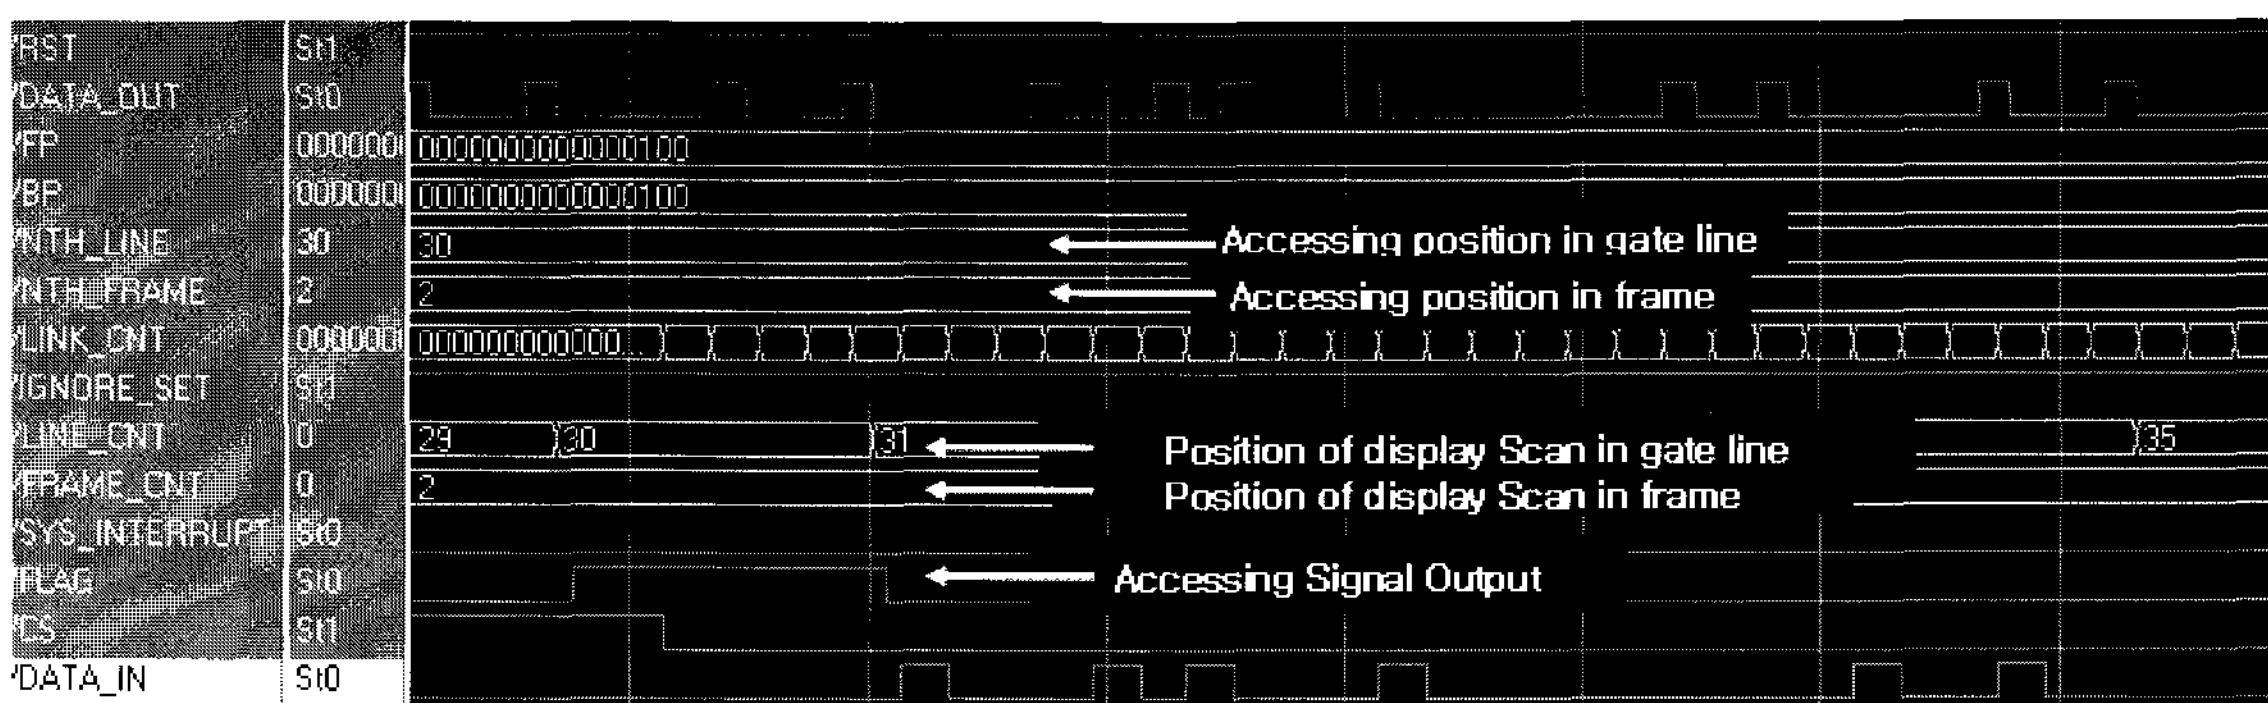 /RST St1
/DATA_OUT St0
/FP 0000000 0000000000000100
/BP 0000000 0000000000000100
/NTH_LINE 30 30 Accessing position in gate line
/NTH_FRAME 2 2 Accessing position in frame
/LINK_CNT 0000000 000000000000...
/IGNORE_SET St1
/LINE_CNT 0 29 30 31 Position of display Scan in gate line 35
/FRAME_CNT 0 2 Position of display Scan in frame
/SYS_INTERRUPT St0
/FLAG St0 Accessing Signal Output
/CS St1
/DATA_IN St0